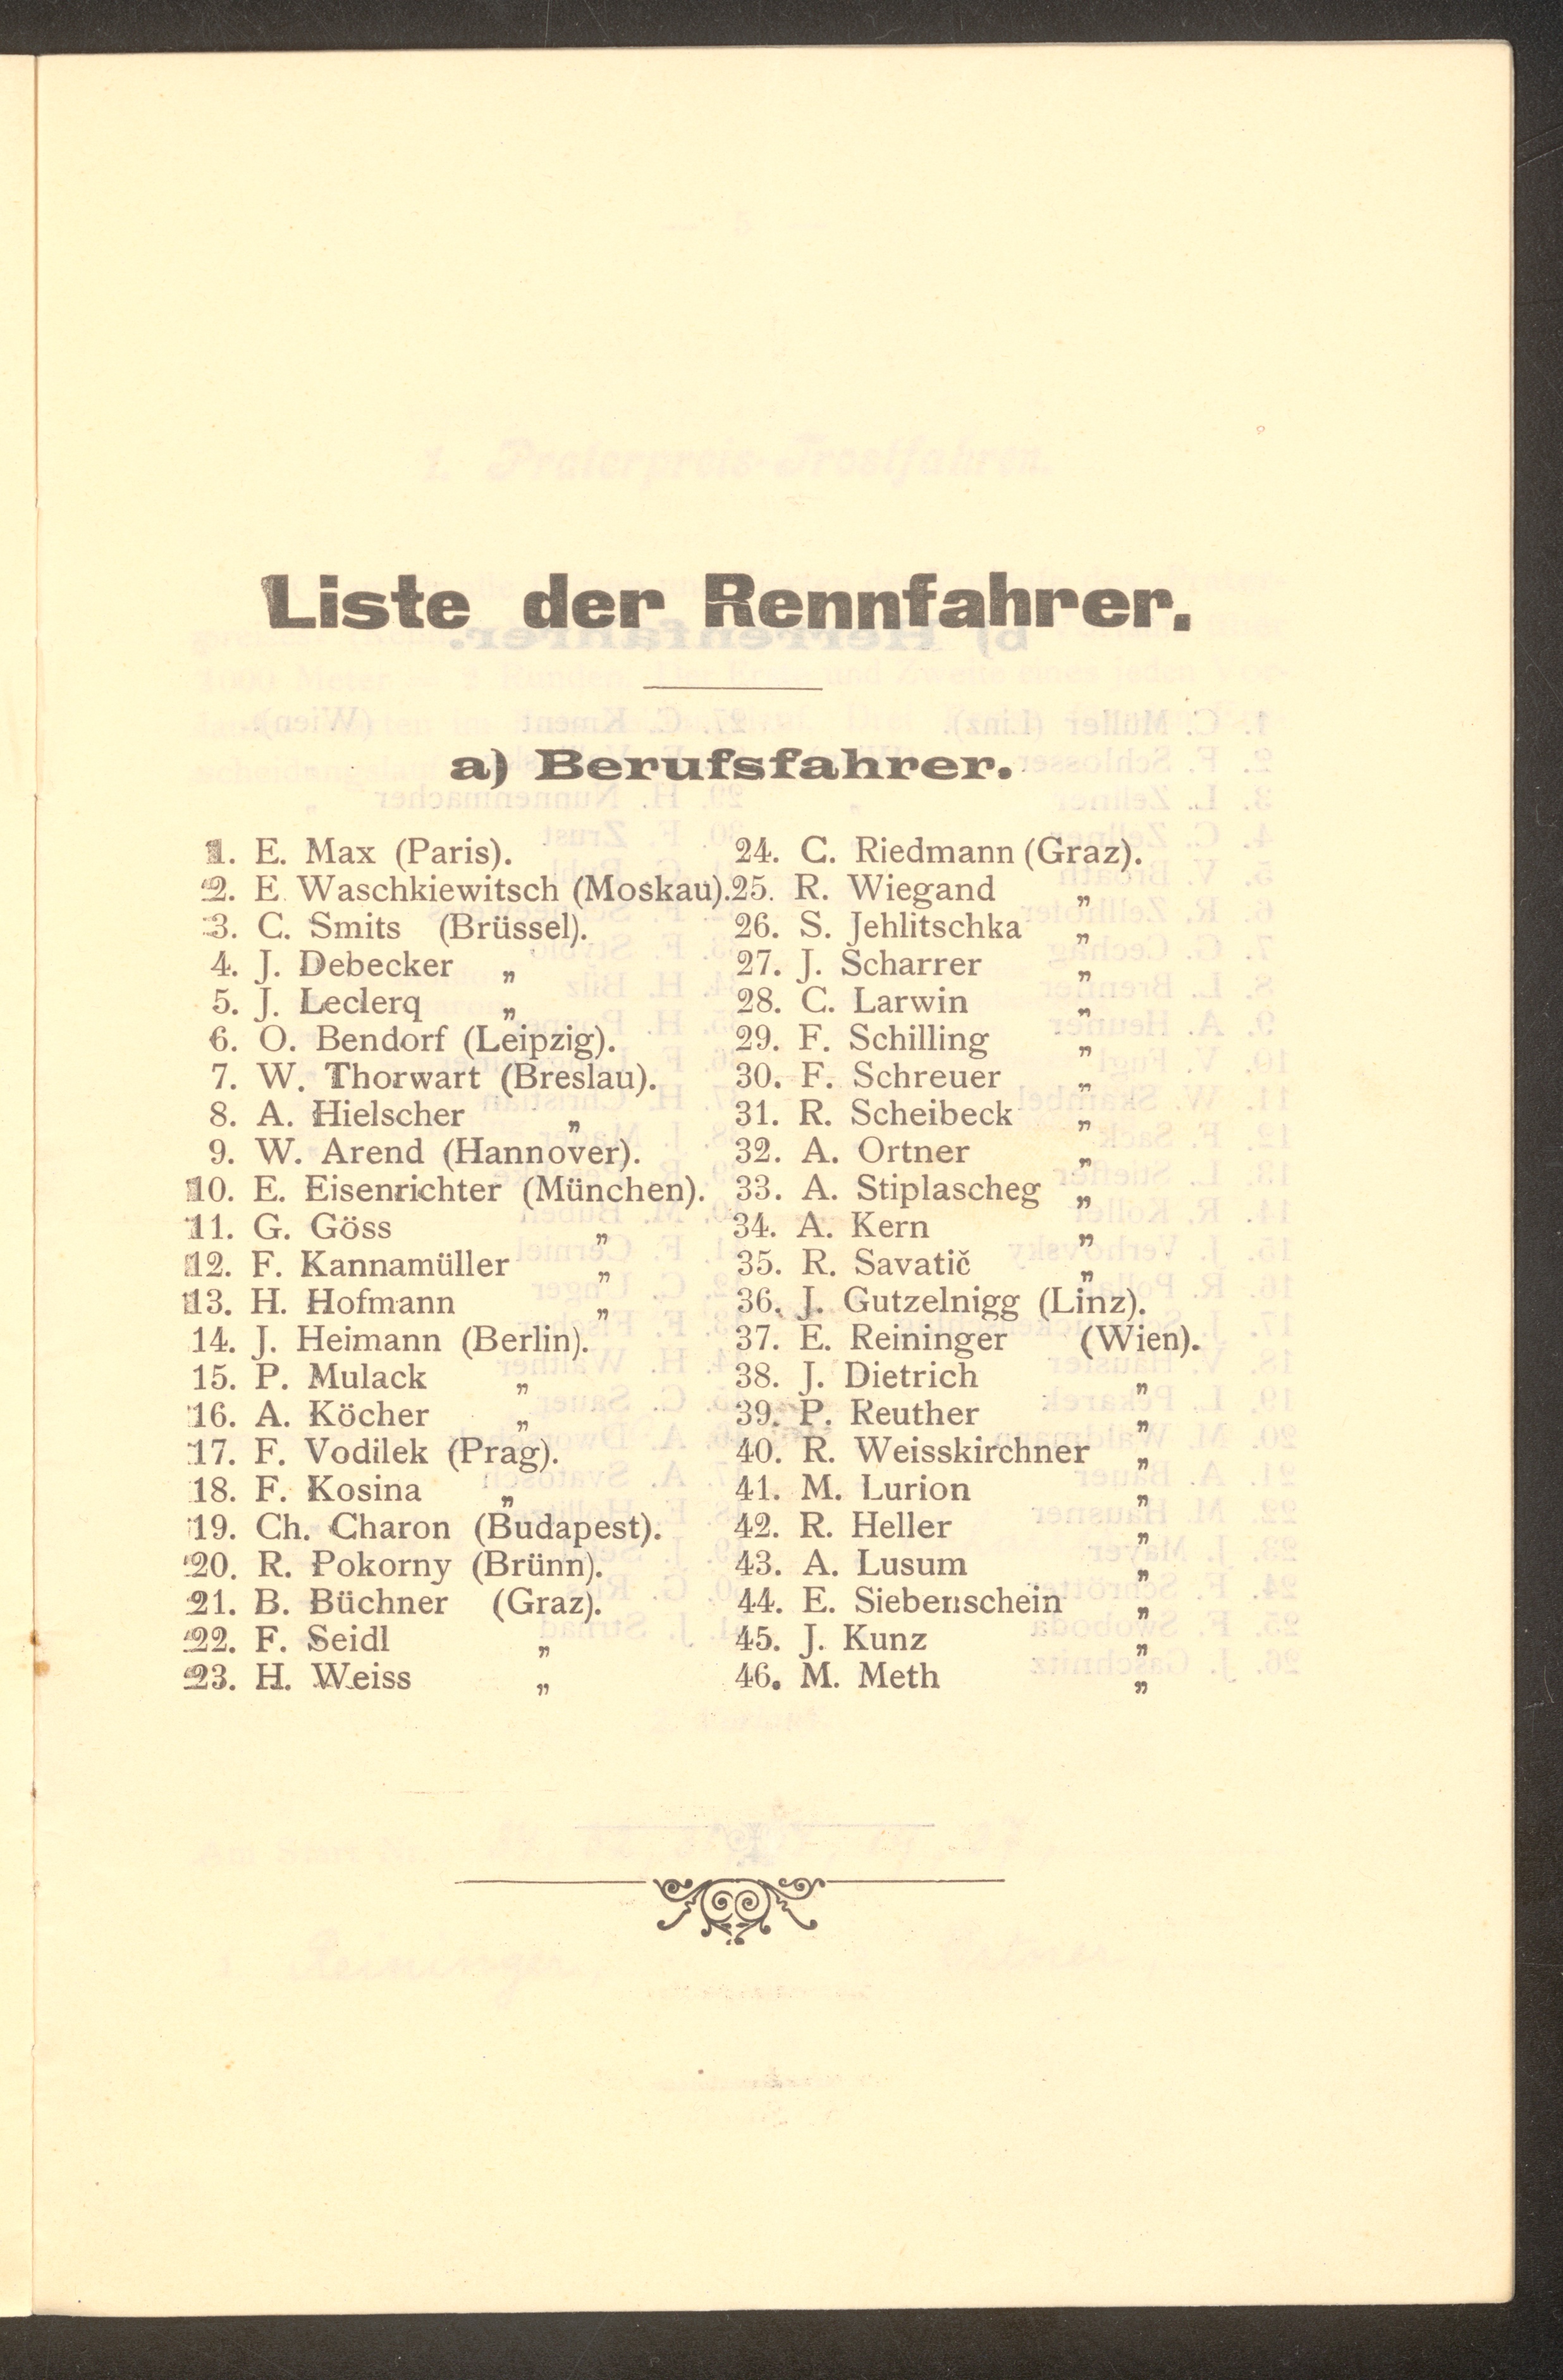 Liste der Rennfahrer.
a) Berufsfahrer.
1. E. Max (Paris).
2. E. Waschkiewitsch (Moskau).
3. C. Smits (Brüssel).
4. J. Debecker „
5. J. Leclerq „
6. O. Bendorf (Leipzig).
7. W. Thorwart (Breslau).
8. A. Hielscher „
9. W. Arend (Hannover).
10. E. Eisenrichter (München).
11. G. Göss „
12. F. Kannamüller „
13. H. Hofmann „
14. J. Heimann (Berlin).
15. P. Mulack „
16. A. Köcher „
17. F. Vodilek (Prag).
18. F. Kosina „
19. Ch. Charon (Budapest).
20. R. Pokorny (Brünn).
21. B. Büchner (Graz).
22. F. Seidl „
23. H. Weiss „
24. C. Riedmann (Graz).
25. R. Wiegand „
26. S. Jehlitschka „
27. J. Scharrer „
28. C. Larwin „
29. F. Schilling „
30. F. Schreuer „
31. R. Scheibeck „
32. A. Ortner „
33. A. Stiplascheg „
34. A. Kern „
35. R. Savatič „
36. J. Gutzelnigg (Linz).
37. E. Reininger (Wien).
38. J. Dietrich „
39. P. Reuther „
40. R. Weisskirchner „
41. M. Lurion „
42. R. Heller „
43. A. Lusum „
44. E. Siebenschein „
45. J. Kunz „
46. M. Meth „